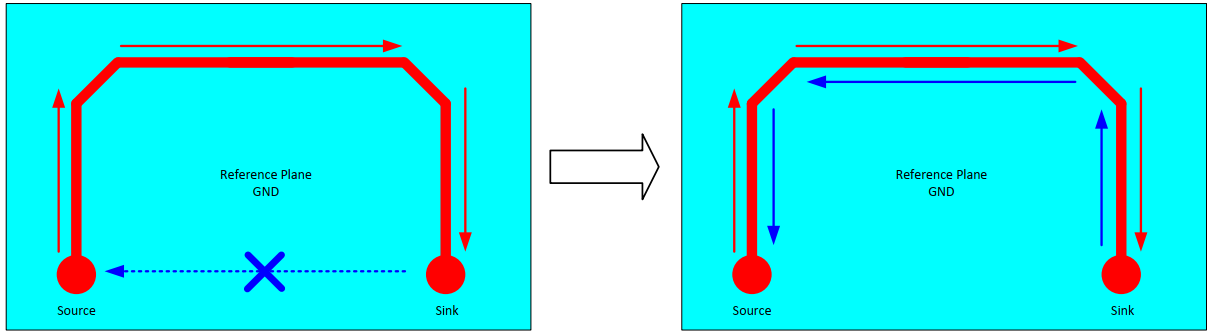 Reference Plane
GND
Source
Sink
Reference Plane
GND
Source
Sink